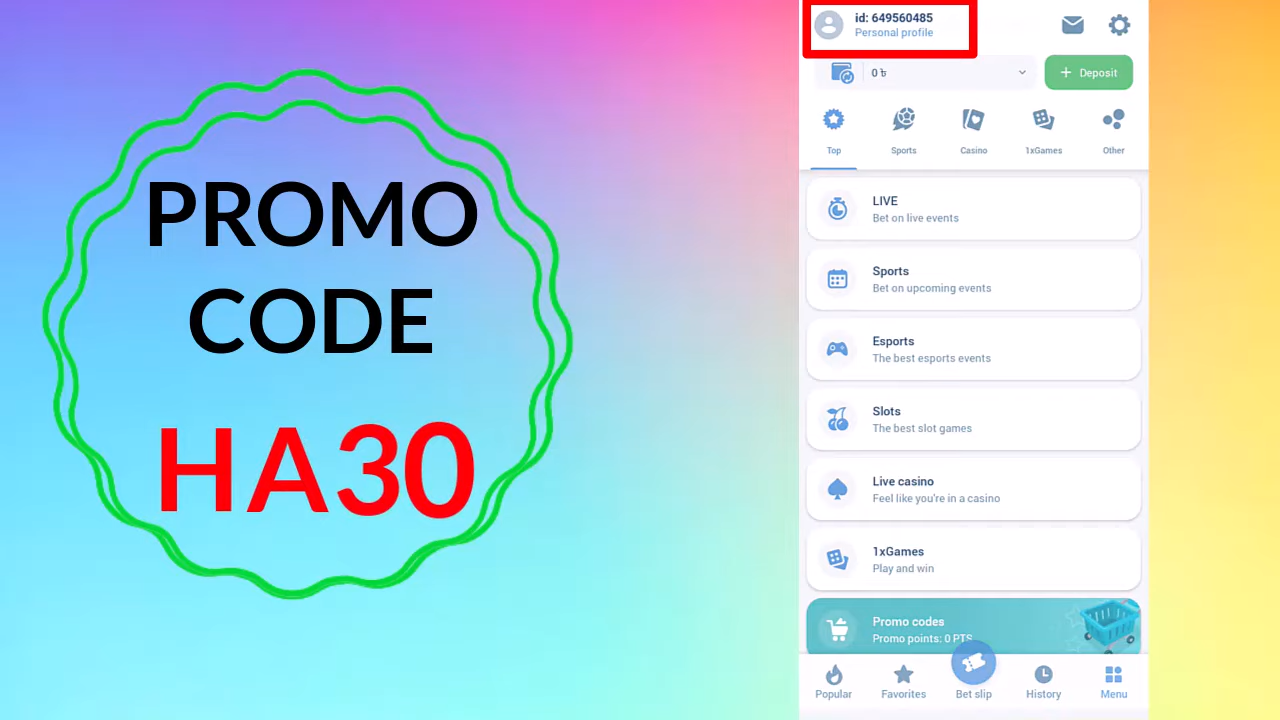 PROMO
CODE
HA30
id: 649560485
Personal profile
0 ৳
Deposit
Top
Sports
Casino
1xGames
Other
LIVE
Bet on live events
Sports
Bet on upcoming events
Esports
The best esports events
Slots
The best slot games
Live casino
Feel like you're in a casino
1xGames
Play and win
Promo codes
Promo points: 0 PTS
Popular
Favorites
Bet slip
History
Menu